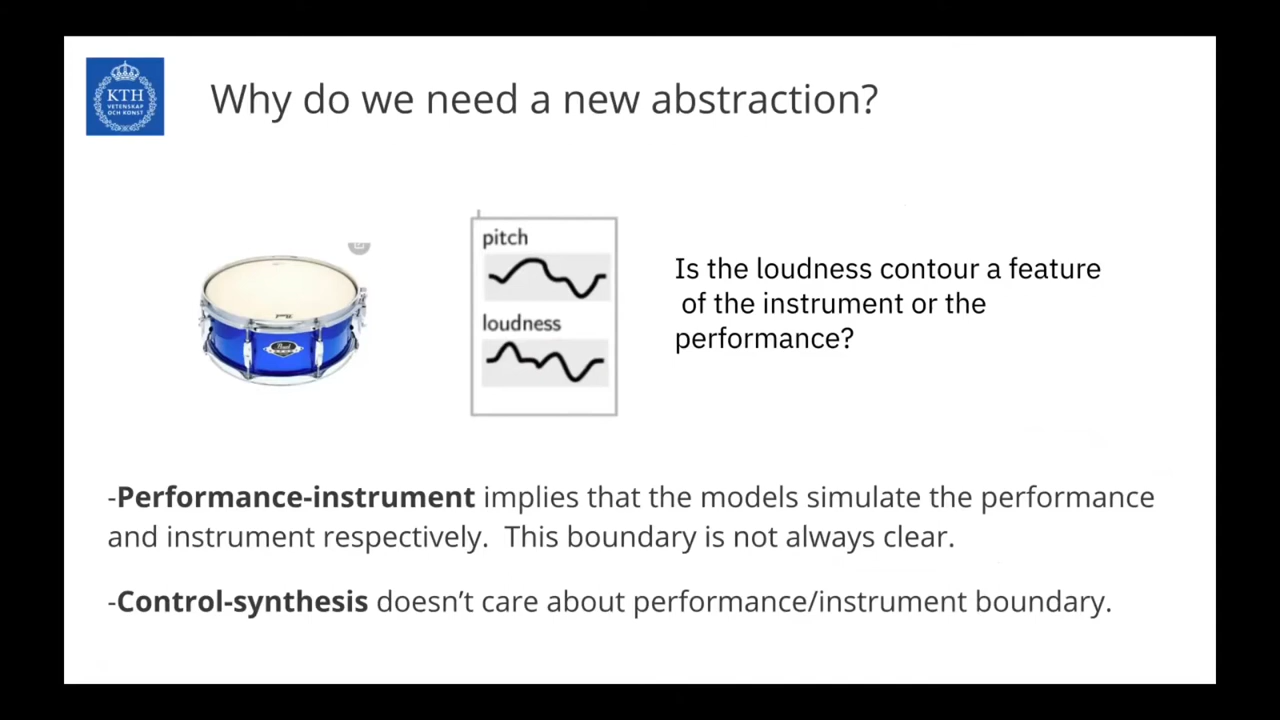 KTH
VETENSKAP
OCH KONST
Why do we need a new abstraction?
pitch
loudness
Is the loudness contour a feature
of the instrument or the
performance?
Pearl
-Performance-instrument implies that the models simulate the performance
and instrument respectively. This boundary is not always clear.
-Control-synthesis doesn’t care about performance/instrument boundary.